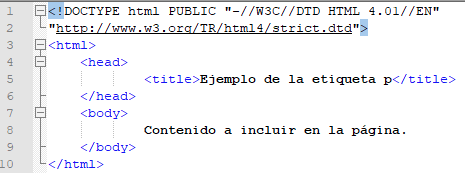 1 <!DOCTYPE html PUBLIC "-//W3C//DTD HTML 4.01//EN"
2 "http://www.w3.org/TR/html4/strict.dtd">
3 <html>
4 <head>
5 <title>Ejemplo de la etiqueta p</title>
6 </head>
7 <body>
8 Contenido a incluir en la página.
9 </body>
10 </html>